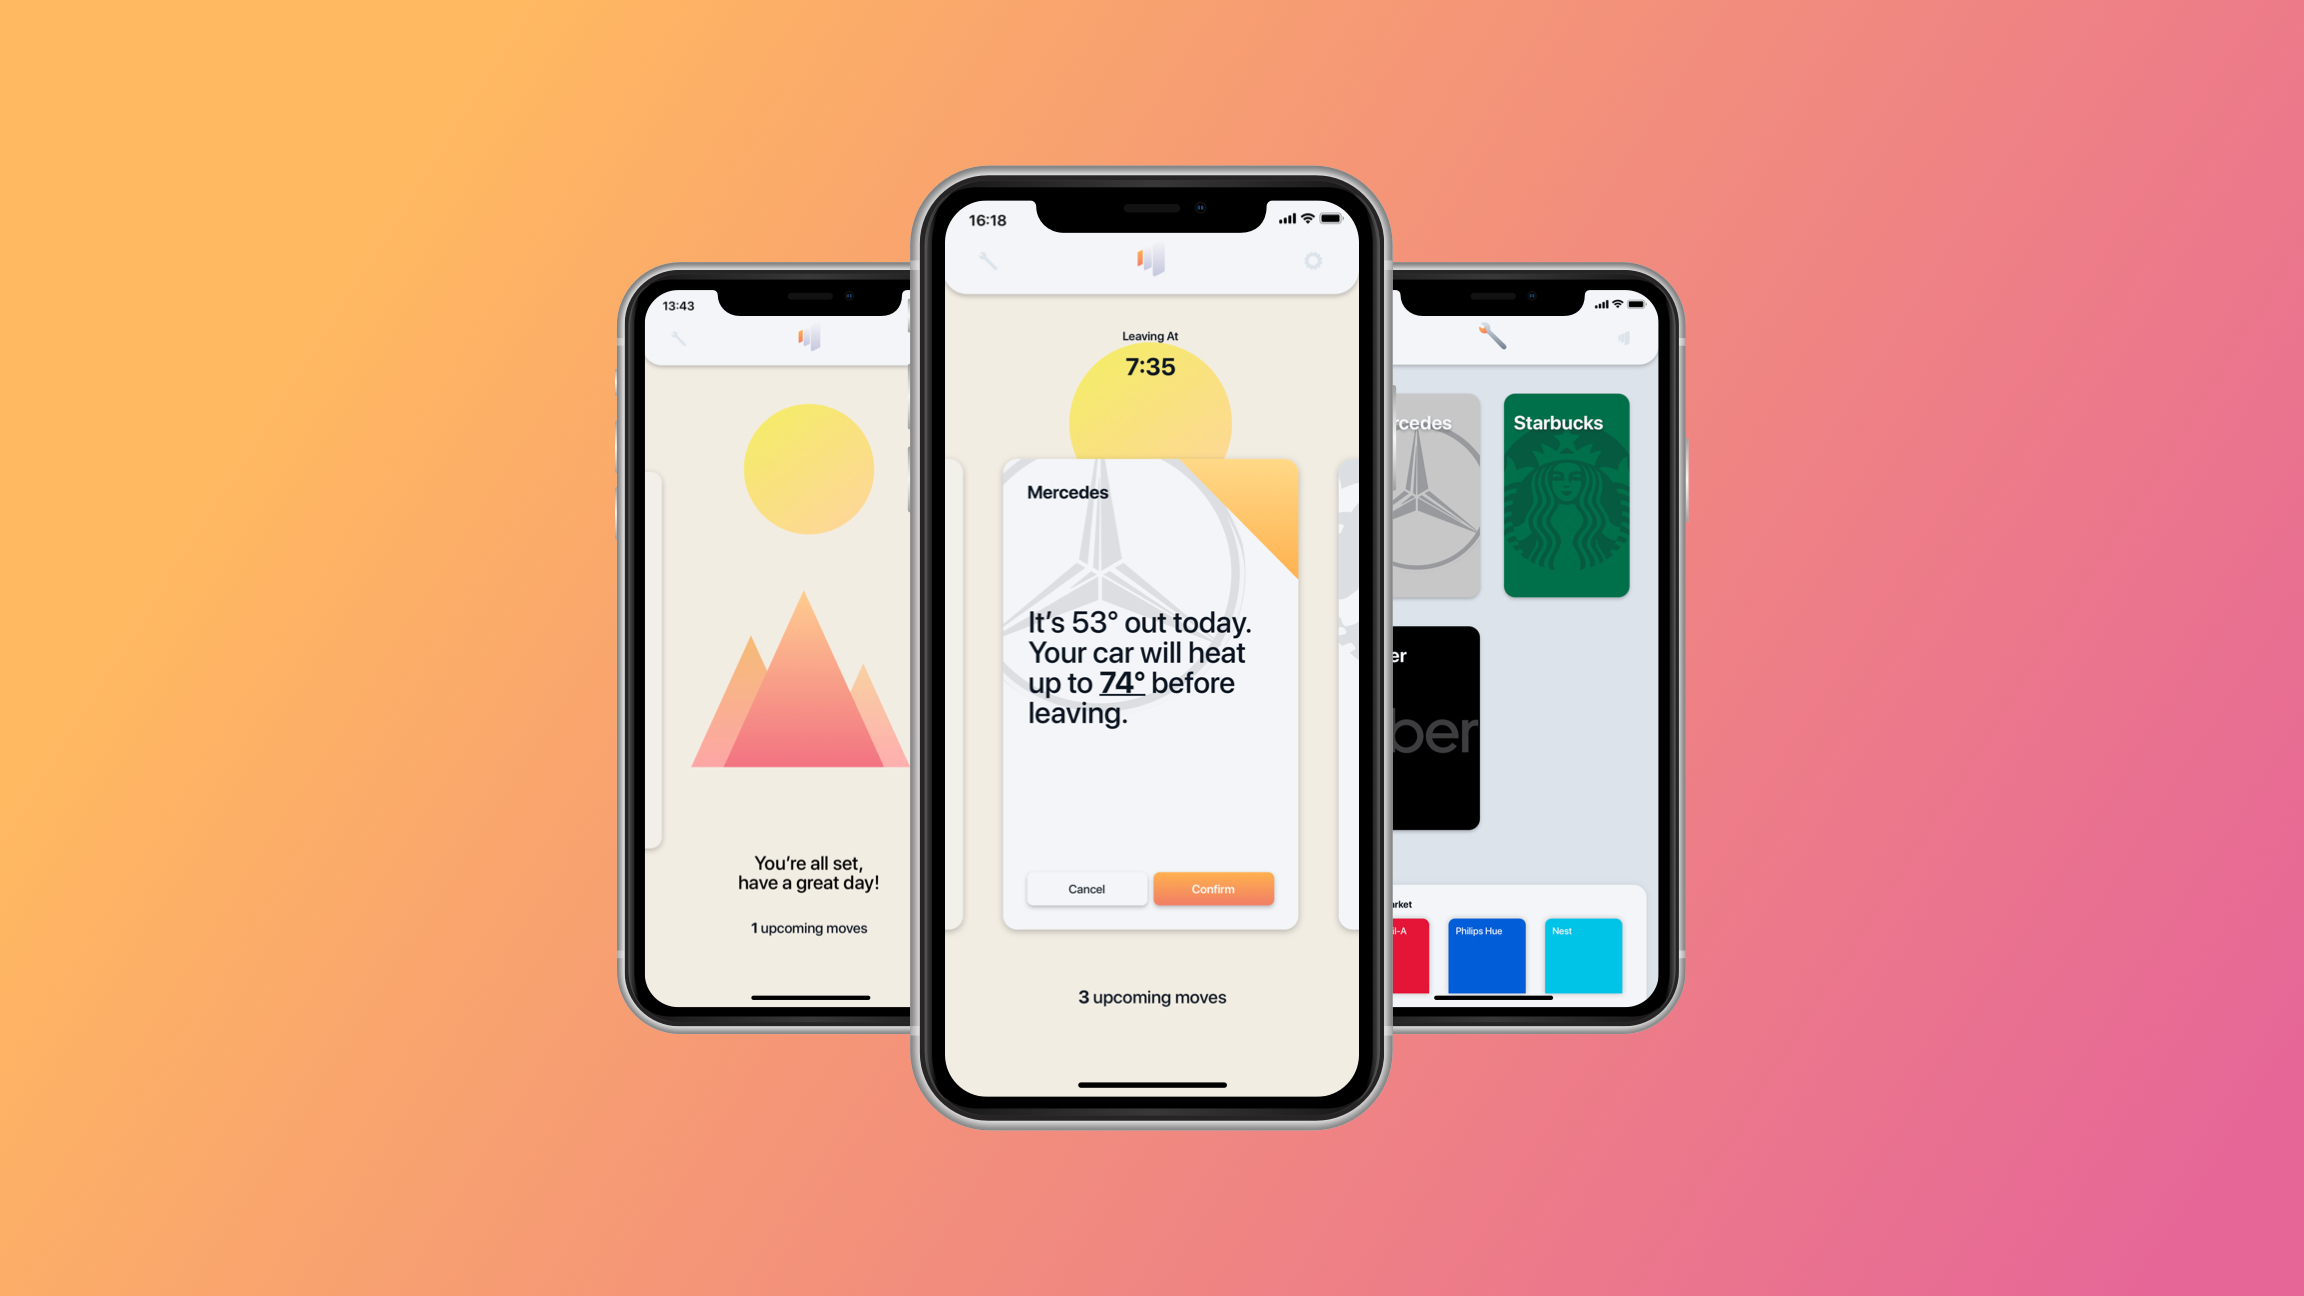 13:43
You're all set,
have a great day!
1 upcoming moves
16:18
Leaving At
7:35
Mercedes
It's 53° out today.
Your car will heat
up to 74° before
leaving.
Cancel
Confirm
3 upcoming moves
rcedes
Starbucks
er
ber
rket
il-A
Philips Hue
Nest